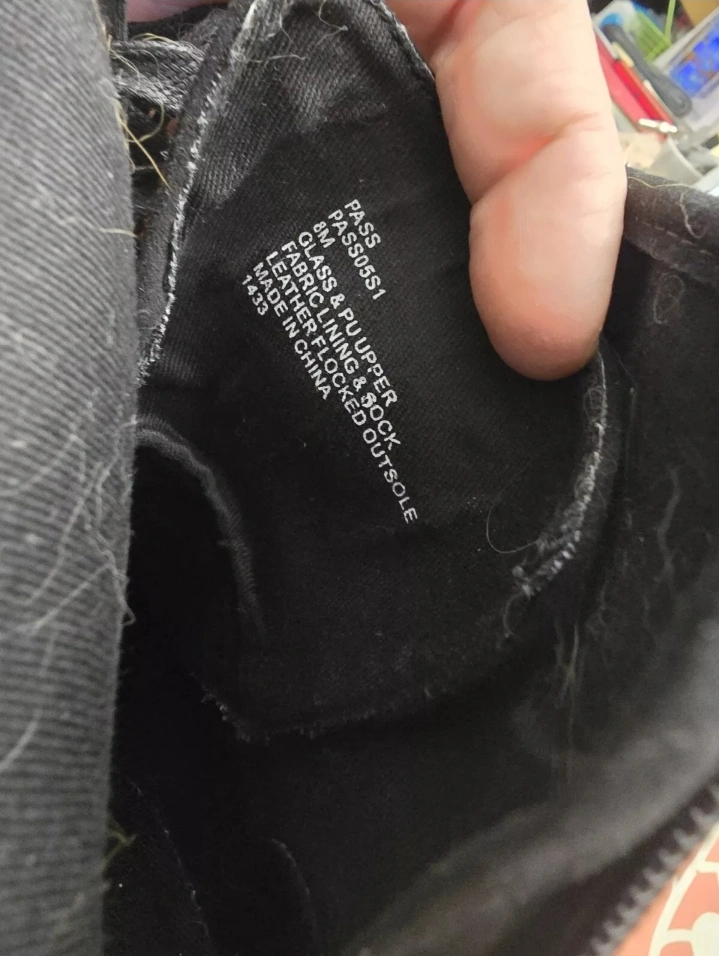 PASS
PASS05S1
8M
GLASS & PU UPPER
FABRIC LINING & SOCK
LEATHER FLOCKED OUTSOLE
MADE IN CHINA
1433